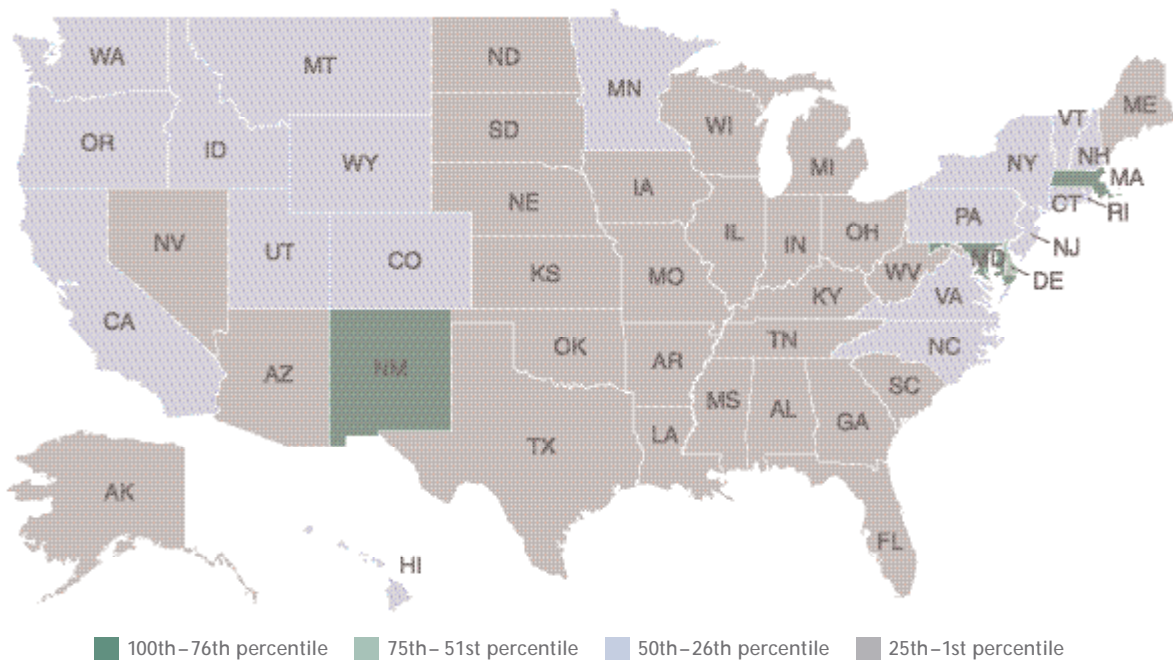 WA
MT
ND
MN
OR
ID
WY
SD
WI
MI
NY
VT
NH
ME
MA
CT
RI
NV
UT
CO
NE
IA
IL
IN
OH
PA
NJ
CA
KS
MO
WV
MD
DE
KY
VA
AZ
NM
OK
AR
TN
NC
SC
MS
AL
GA
TX
LA
AK
HI
FL
100th–76th percentile 75th–51st percentile 50th–26th percentile 25th–1st percentile